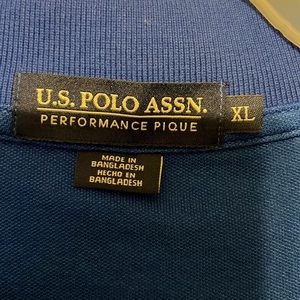 U.S. POLO ASSN.
PERFORMANCE PIQUE
XL
MADE IN
BANGLADESH
HECHO EN
BANGLADESH